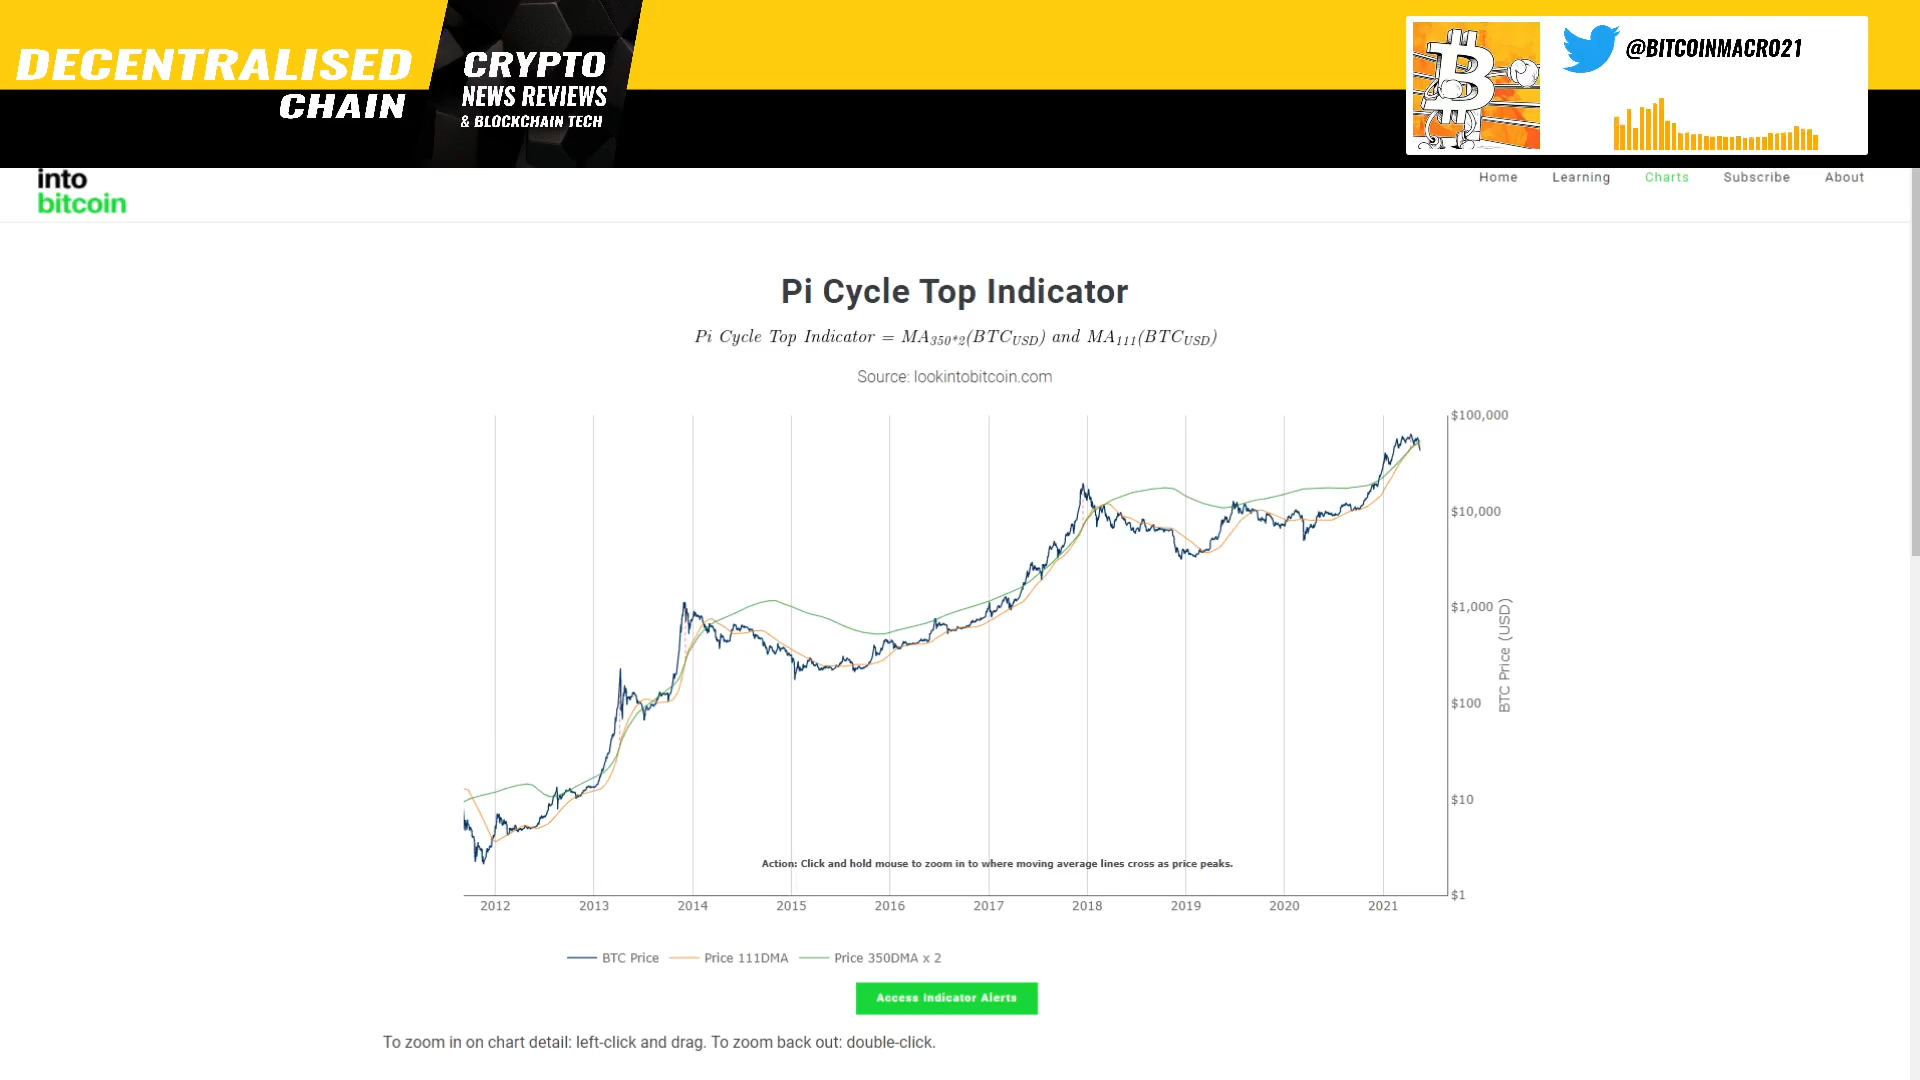 DECENTRALISED
CHAIN
CRYPTO
NEWS REVIEWS
& BLOCKCHAIN TECH
@BITCOINMACRO21
into
bitcoin
Home Learning Charts Subscribe About
Pi Cycle Top Indicator
Pi Cycle Top Indicator = MA350*2(BTCUSD) and MA111(BTCUSD)
Source: lookintobitcoin.com
$100,000
$10,000
$1,000
$100
$10
$1
BTC Price (USD)
Action: Click and hold mouse to zoom in to where moving average lines cross as price peaks.
2012 2013 2014 2015 2016 2017 2018 2019 2020 2021
BTC Price Price 111DMA Price 350DMA x 2
Access Indicator Alerts
To zoom in on chart detail: left-click and drag. To zoom back out: double-click.